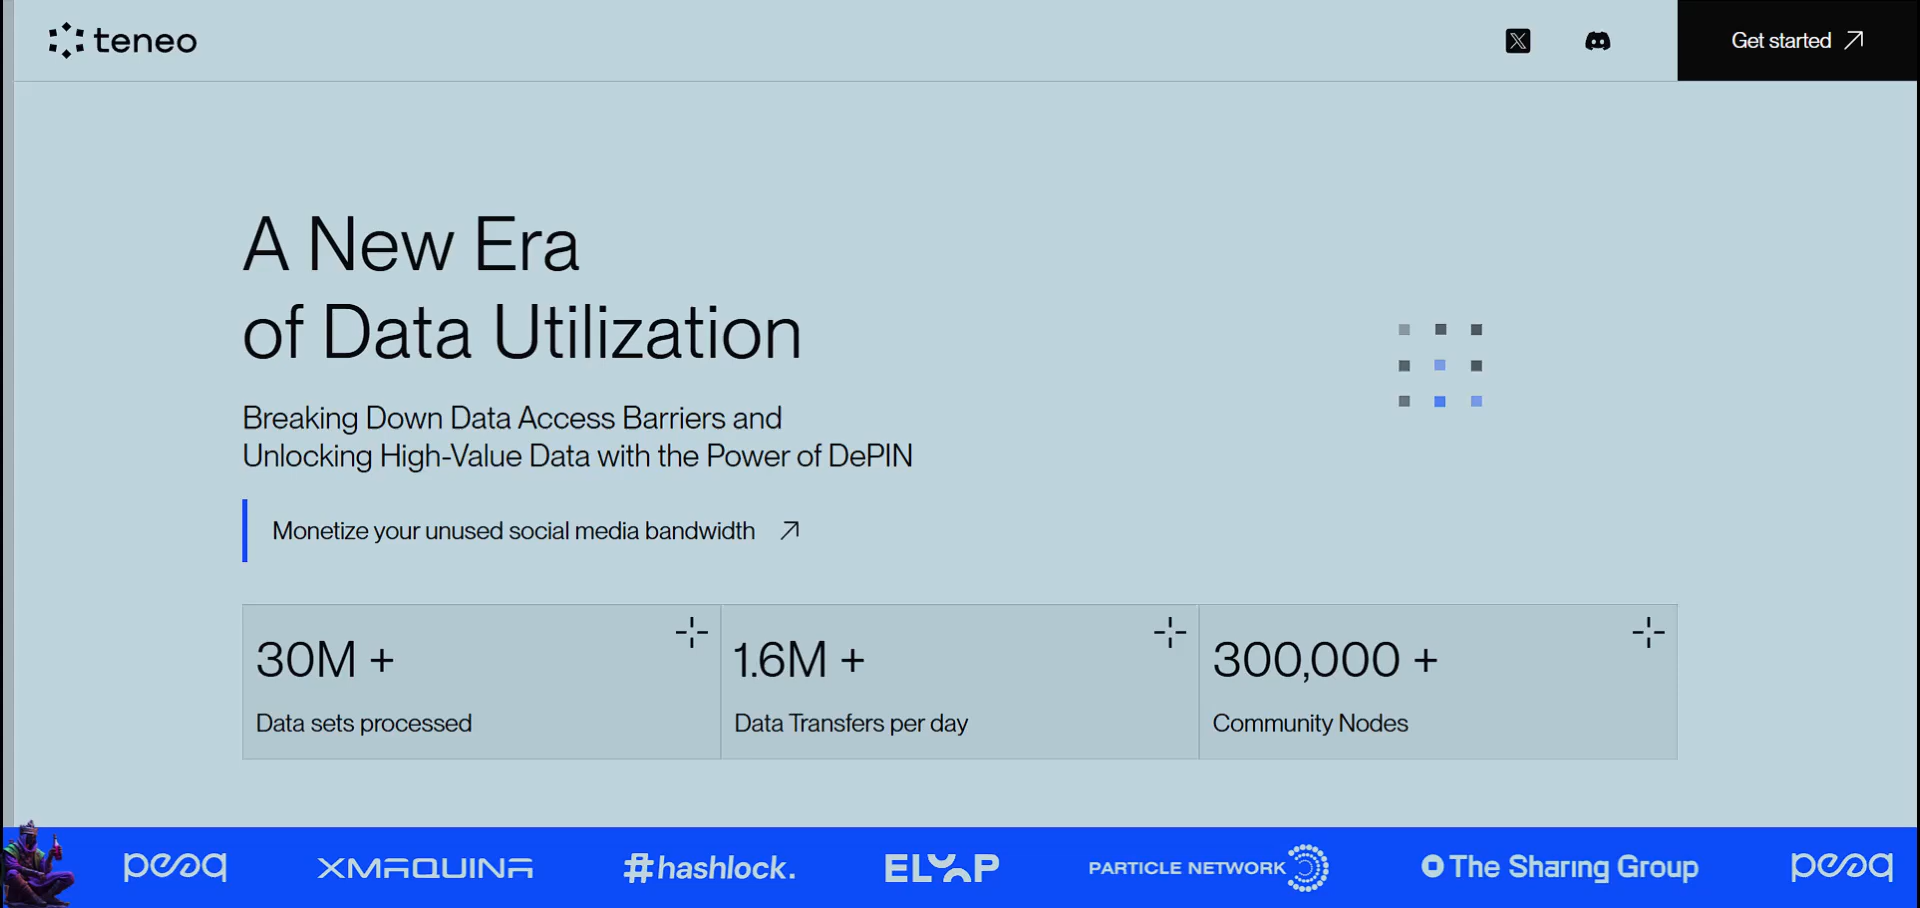 teneo
Get started
A New Era
of Data Utilization
Breaking Down Data Access Barriers and
Unlocking High-Value Data with the Power of DePIN
Monetize your unused social media bandwidth
30M +
Data sets processed
1.6M +
Data Transfers per day
300,000 +
Community Nodes
peaq
XMAQUINA
#hashlock.
ELOOP
PARTICLE NETWORK
The Sharing Group
peaq